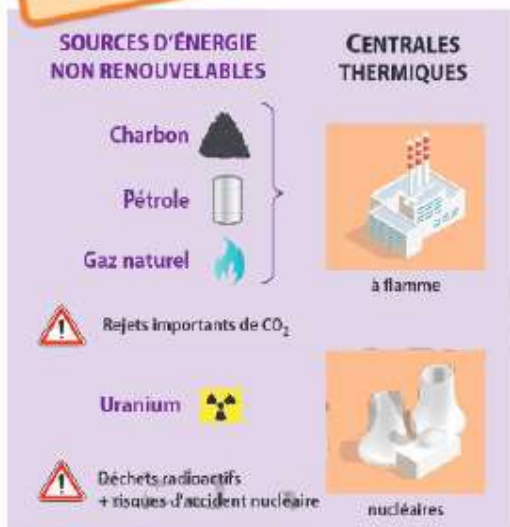 SOURCES D'ÉNERGIE
NON RENOUVELABLES
CENTRALES
THERMIQUES
Charbon
Pétrole
Gaz naturel
à flamme
Rejets importants de CO₂
Uranium
Déchets radioactifs
+ risques d'accident nucléaire
nucléaires